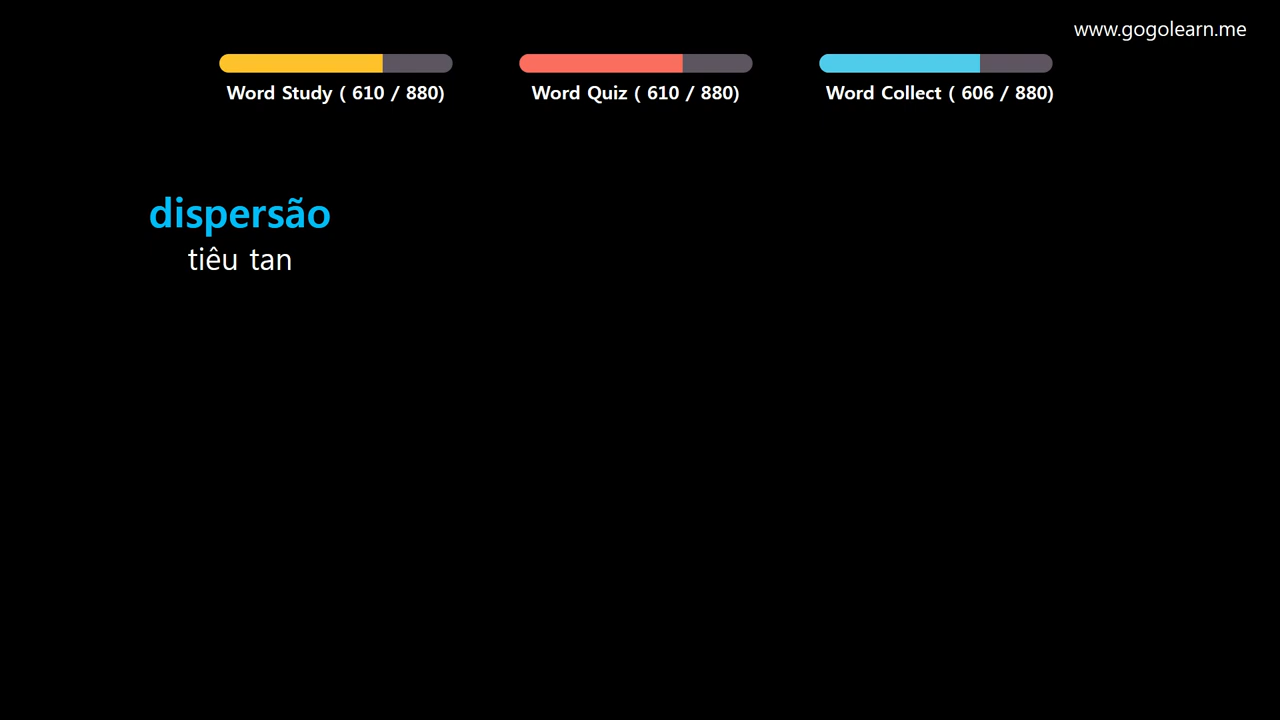 www.gogolearn.me
Word Study ( 610 / 880)
Word Quiz ( 610 / 880)
Word Collect ( 606 / 880)
dispersão
tiêu tan